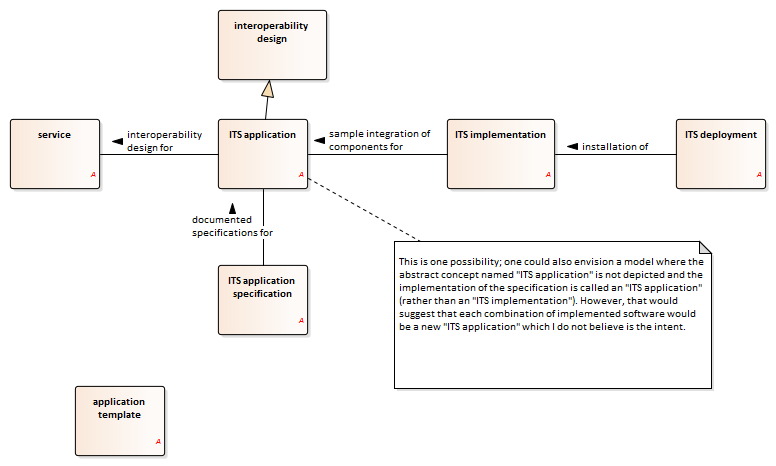 interoperability
design
service
A
interoperability
design for
ITS application
A
sample integration of
components for
ITS implementation
A
installation of
ITS deployment
A
documented
specifications for
ITS application
specification
A
This is one possibility; one could also envision a model where the
abstract concept named "ITS application" is not depicted and the
implementation of the specification is called an "ITS application"
(rather than an "ITS implementation"). However, that would
suggest that each combination of implemented software would
be a new "ITS application" which I do not believe is the intent.
application
template
A